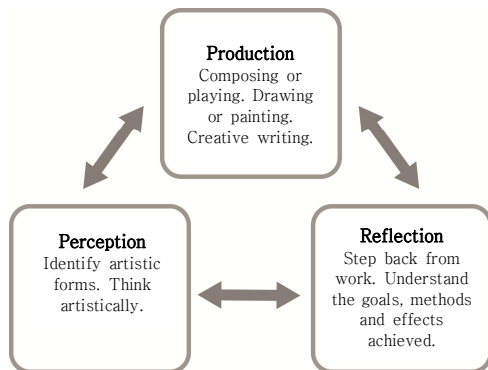 Production
Composing or
playing. Drawing
or painting.
Creative writing.
Perception
Identify artistic
forms. Think
artistically.
Reflection
Step back from
work. Understand
the goals, methods
and effects
achieved.